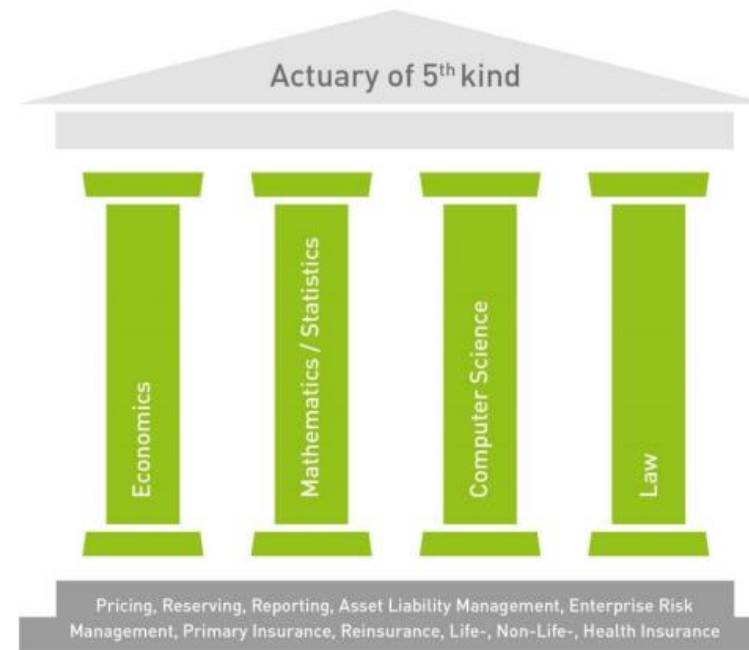 Actuary of 5th kind
Economics
Mathematics / Statistics
Computer Science
Law
Pricing, Reserving, Reporting, Asset Liability Management, Enterprise Risk
Management, Primary Insurance, Reinsurance, Life-, Non-Life-, Health Insurance